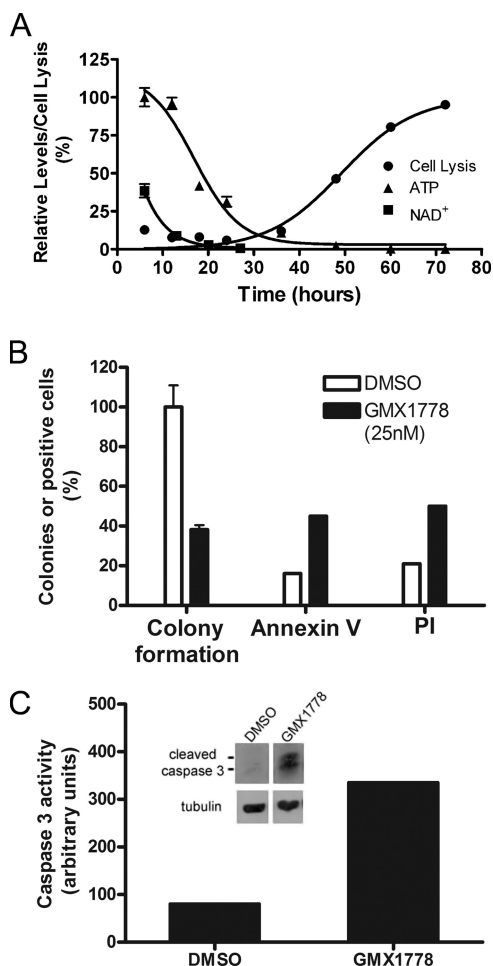 A
Relative Levels/Cell Lysis
(%)
125
100
75
50
25
0
0 10 20 30 40 50 60 70 80
Time (hours)
Cell Lysis
ATP
NAD+
B
Colonies or positive cells
(%)
120
100
80
60
40
20
0
DMSO
GMX1778
(25nM)
Colony
formation
Annexin V
PI
C
Caspase 3 activity
(arbitrary units)
500
400
300
200
100
0
DMSO
GMX1778
cleaved
caspase 3
tubulin
DMSO
GMX1778